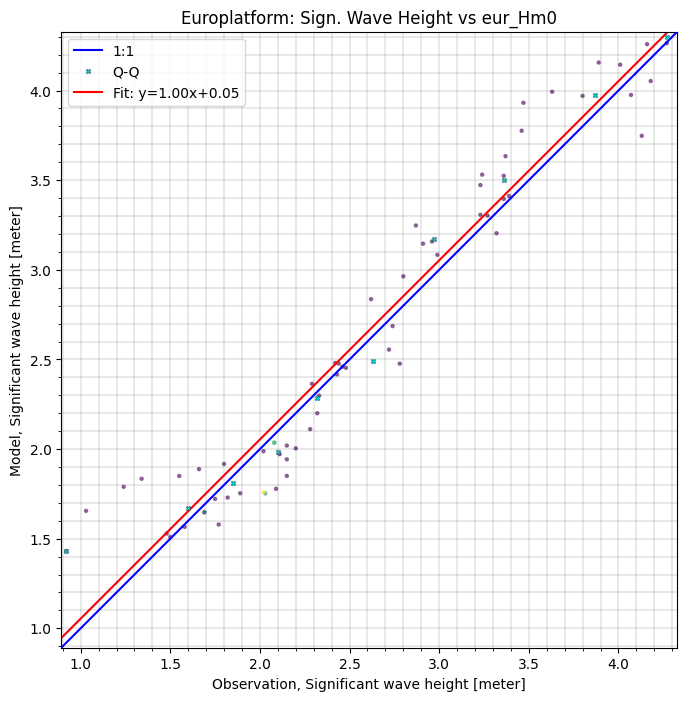 Europlatform: Sign. Wave Height vs eur_Hm0
1:1
Q-Q
Fit: y=1.00x+0.05
Model, Significant wave height [meter]
4.0
3.5
3.0
2.5
2.0
1.5
1.0
1.0 1.5 2.0 2.5 3.0 3.5 4.0
Observation, Significant wave height [meter]